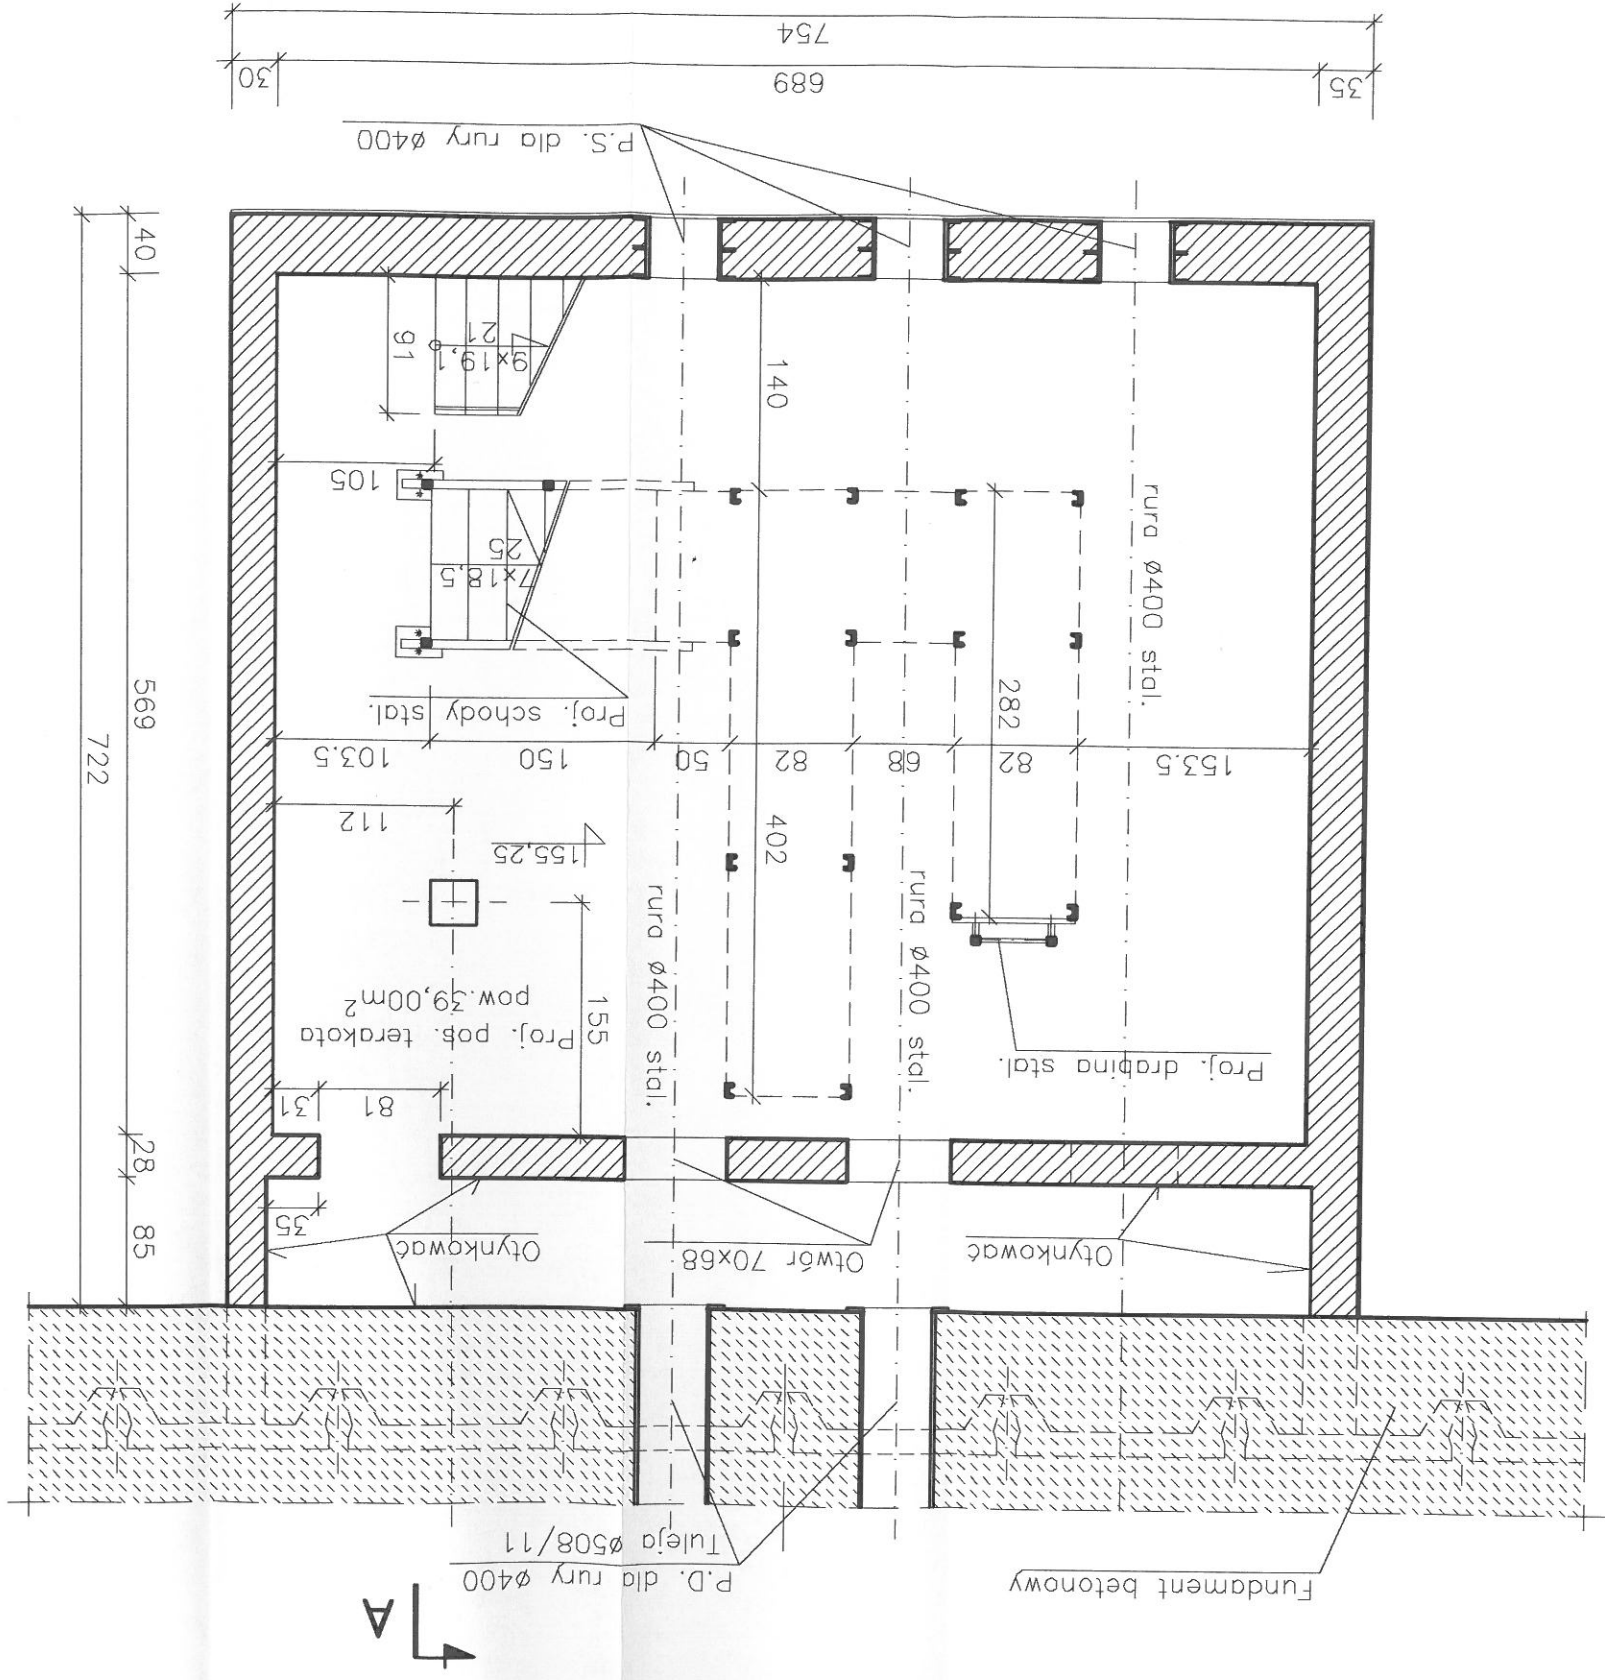 A
Fundament betonowy
P.D. dla rury ø400
Tuleja ø508/11
Otynkować
Otwór 70x68
Otynkować
35
85
28
31
81
Proj. drabina stal.
Proj. pos. terakota
pow.39,00m²
155
rura ø400 stal.
rura ø400 stal.
155,25
112
402
153.5
82
68
82
50
150
103.5
722
569
282
Proj. schody stal.
rura ø400 stal.
7x18,5
25
105
140
9x19,1
21
91
40
P.S. dla rury ø400
35
689
30
754